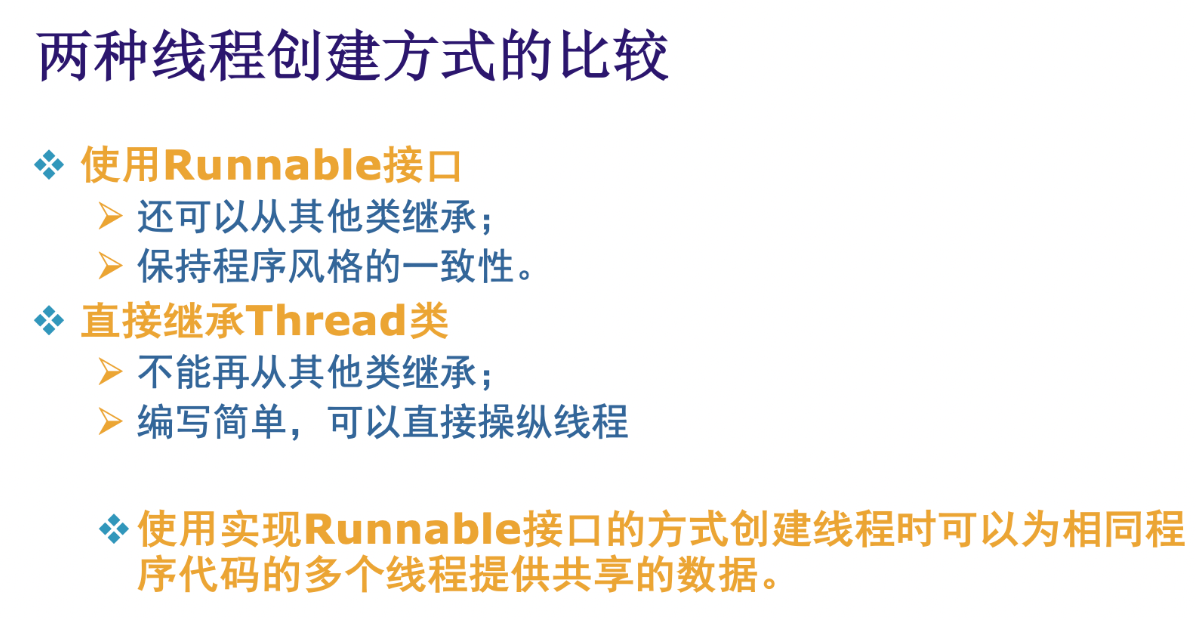 两种线程创建方式的比较
使用Runnable接口
还可以从其他类继承；
保持程序风格的一致性。
直接继承Thread类
不能再从其他类继承；
编写简单，可以直接操纵线程
使用实现Runnable接口的方式创建线程时可以为相同程
序代码的多个线程提供共享的数据。